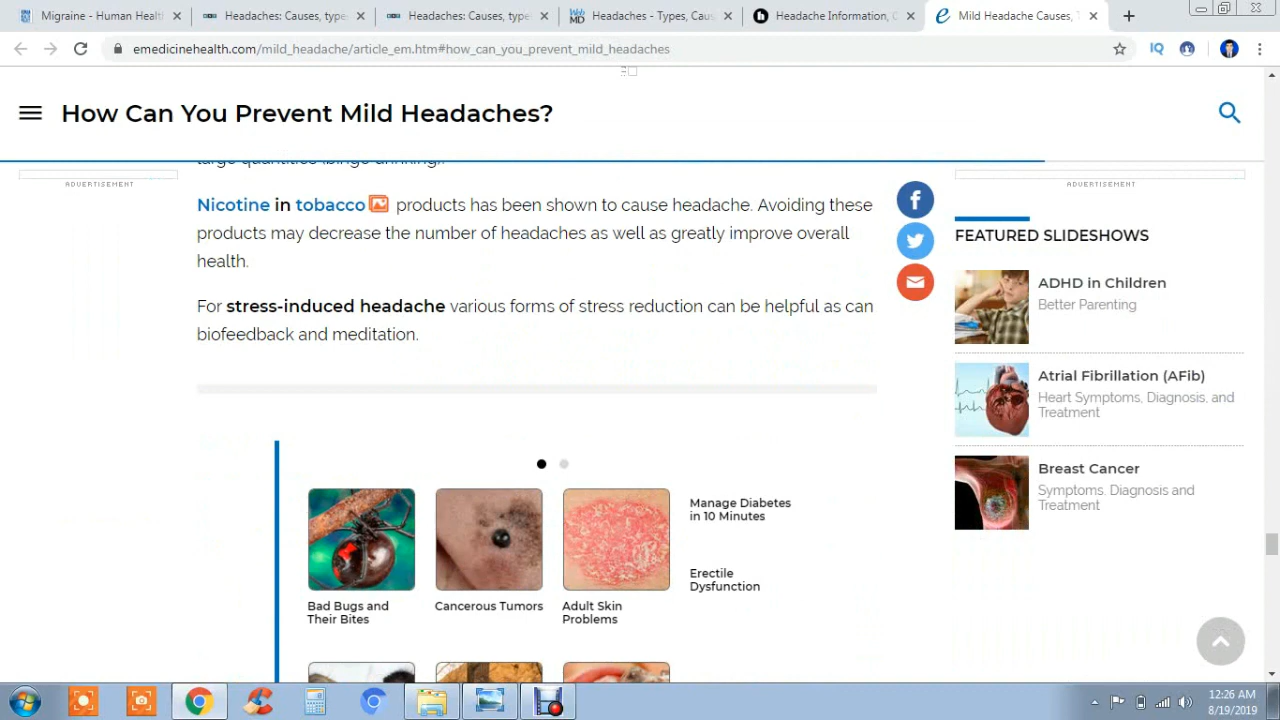 Migraine - Human Healt
Headaches: Causes, type
Headaches: Causes, type
Headaches - Types, Cau
Headache Information, C
Mild Headache Causes, T
emedicinehealth.com/mild_headache/article_em.htm#how_can_you_prevent_mild_headaches
How Can You Prevent Mild Headaches?
large quantities (binge drinking).
ADVERTISEMENT
ADVERTISEMENT
Nicotine in tobacco products has been shown to cause headache. Avoiding these
products may decrease the number of headaches as well as greatly improve overall
health.
For stress-induced headache various forms of stress reduction can be helpful as can
biofeedback and meditation.
FEATURED SLIDESHOWS
ADHD in Children
Better Parenting
Atrial Fibrillation (AFib)
Heart Symptoms, Diagnosis, and
Treatment
Breast Cancer
Symptoms. Diagnosis and
Treatment
Bad Bugs and
Their Bites
Cancerous Tumors
Adult Skin
Problems
Manage Diabetes
in 10 Minutes
Erectile
Dysfunction
12:26 AM
8/19/2019